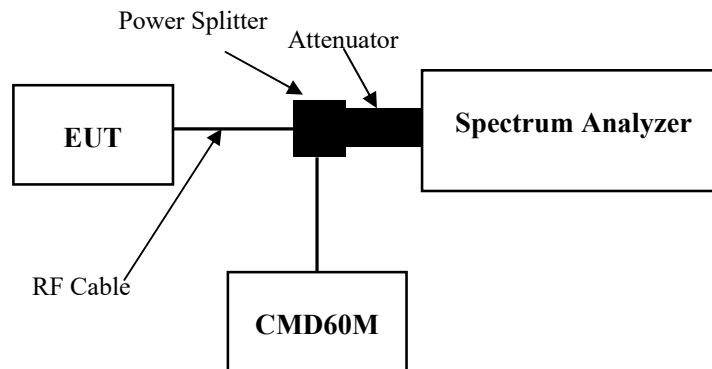 Power Splitter
Attenuator
EUT
Spectrum Analyzer
RF Cable
CMD60M